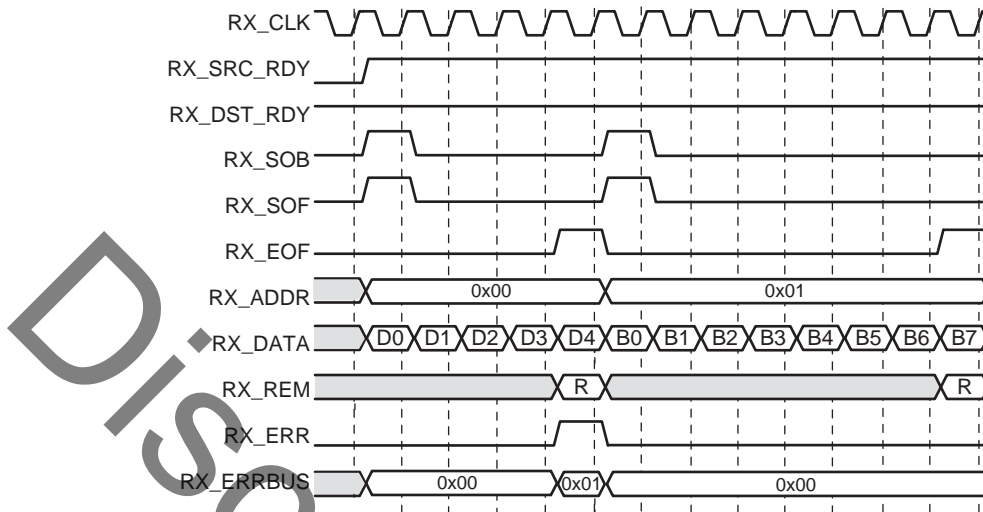 RX_CLK
RX_SRC_RDY
RX_DST_RDY
RX_SOB
RX_SOF
RX_EOF
RX_ADDR 0x00 0x01
RX_DATA D0 D1 D2 D3 D4 B0 B1 B2 B3 B4 B5 B6 B7
RX_REM R R
RX_ERR
RX_ERRBUS 0x00 0x01 0x00
Disc